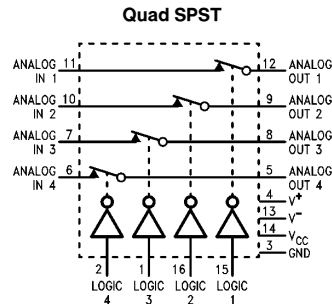 Quad SPST
ANALOG IN 1 11
12 ANALOG OUT 1
ANALOG IN 2 10
9 ANALOG OUT 2
ANALOG IN 3 7
8 ANALOG OUT 3
ANALOG IN 4 6
5 ANALOG OUT 4
4 V+
13 V-
14 VCC
3 GND
2 1 16 15
LOGIC LOGIC LOGIC LOGIC
4 3 2 1